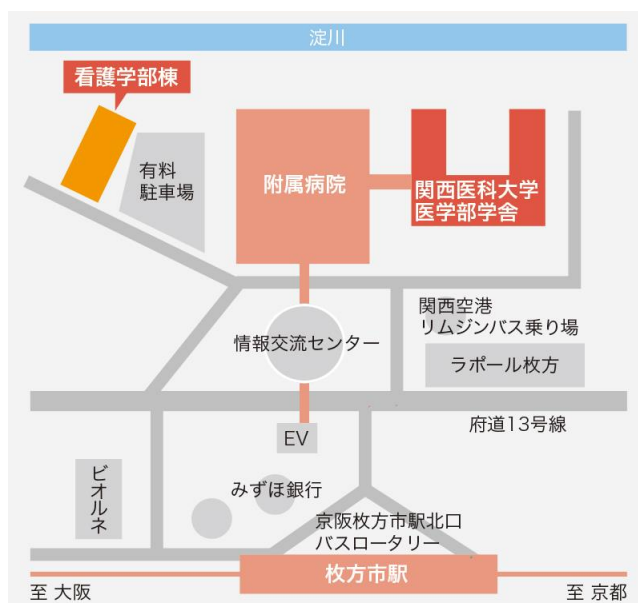 淀川
看護学部棟
有料
駐車場
附属病院
関西医科大学
医学部学舎
関西空港
リムジンバス乗り場
情報交流センター
ラポール枚方
府道13号線
EV
ビオルネ
みずほ銀行
京阪枚方市駅北口
バスロータリー
枚方市駅
至 大阪
至 京都